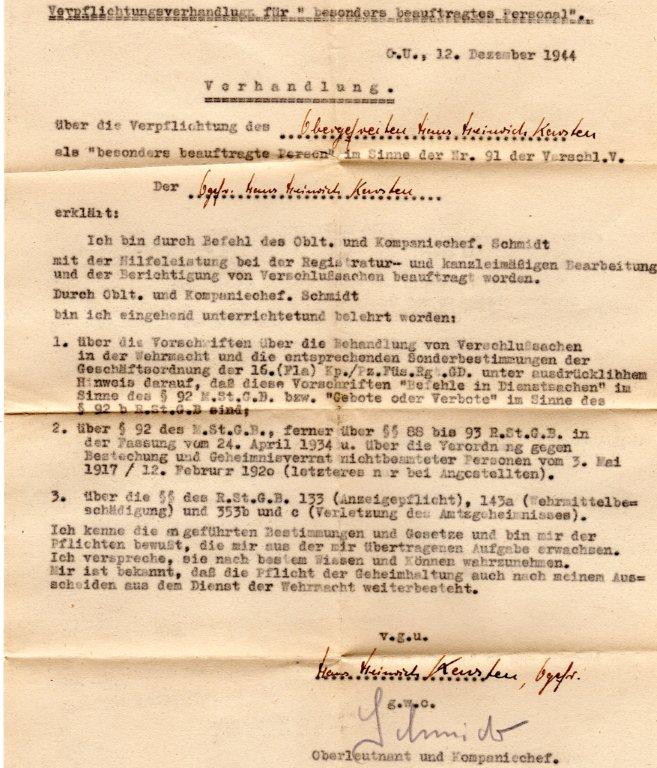 Verpflichtungsverhandlugn für " besonders beauftragtes Personal".
O.U., 12. Dezember 1944
Verhandlung.
über die Verpflichtung des Obergefreiten Hans Heinrich Kersten
als "besonders beauftragte Person" im Sinne der Nr. 91 der Varschl.V.
Der Ogefr. Hans Heinrich Kersten
erklärt:
Ich bin durch Befehl des Oblt. und Kompaniechef. Schmidt
mit der Hilfeleistung bei der Registratur- und kanzleimäßigen Bearbeitung
und der Berichtigung von Verschlußsachen beauftragt worden.
Durch Oblt. und Kompaniechef. Schmidt
bin ich eingehend unterrichtetund belehrt worden:
1. über die Vorschriften über die Behandlung von Verschlußsachen
in der Wehrmacht und die entsprechenden Sonderbestimmungen der
Geschäftsordnung der 16.(Fla) Kp./Pz.Füs.Rgt.GD. unter ausdrücklibhem
Hinweis darauf, daß diese Vorschriften "Befehle in Dienstsachen" im
Sinne des § 92 M.St.G.B. bzw. "Gebote oder Verbote" im Sinne des
§ 92 b R.St.G.B sind;
2. über § 92 des M.St.G.B., ferner über §§ 88 bis 93 R.St.G.B. in
der Fassung vom 24. April 1934 u. über die Verordn ng gegen
Bestechung und Geheimnisverrat nichtbeamteter Personen vom 3. Mai
1917 / 12. Februrr 1920 (letzteres n r bei Angestellten).
3. über die §§ des R.St.G.B. 133 (Anzeigepflicht), 143a (Wehrmittelbe=
schädigung) und 353b und c (Verletzung des Amtzgeheimnisses).
Ich kenne die angeführten Bestimmungen und Gesetze und bin mir der
Pflichten bewußt, die mir aus der mir übertragenen Aufgabe erwachsen.
Ich verspreche, sie nach bestem Wissen und Können wahrzunehmen.
Mir ist bekannt, daß die Pflicht der Geheimhaltung auch nach meinem Aus=
scheiden aus dem Dienst der Wehrmacht weiterbesteht.
v.g.u.
Hans Heinrich Kersten, Ogefr.
g.w.o.
Schmidt
Oberleutnant und Kompaniechef.